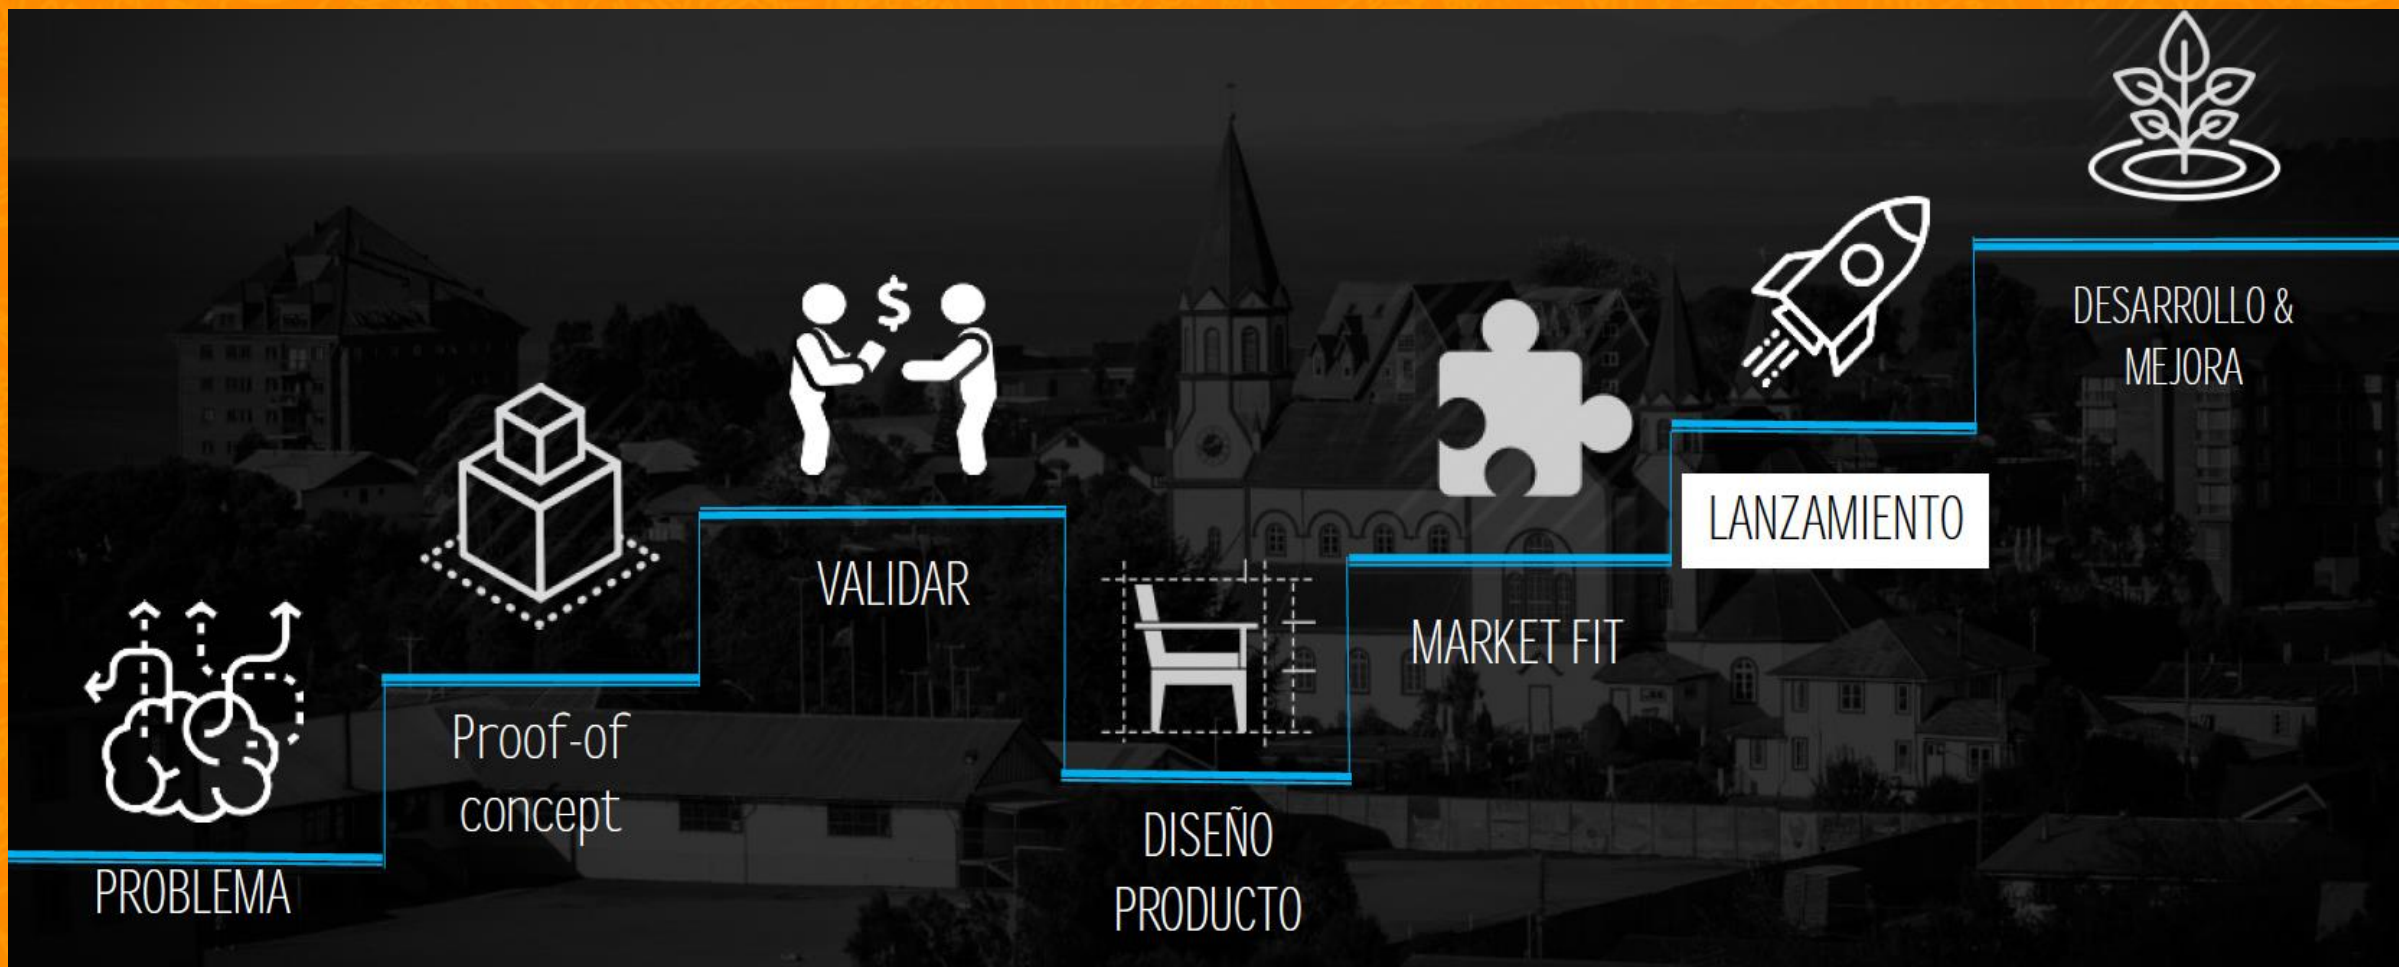 PROBLEMA
Proof-of
concept
$
VALIDAR
DISEÑO
PRODUCTO
MARKET FIT
LANZAMIENTO
DESARROLLO &
MEJORA